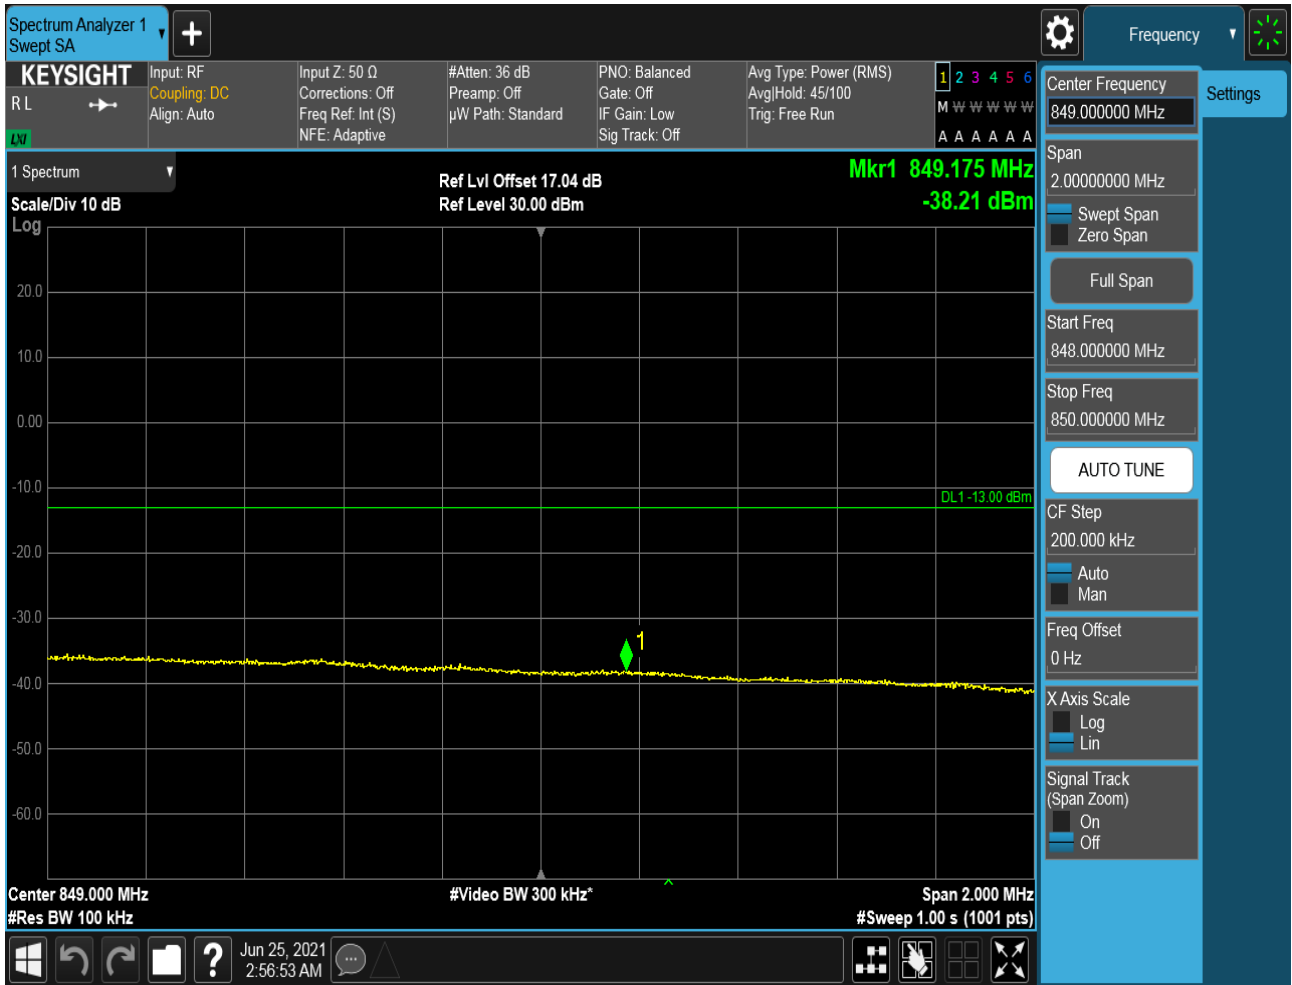 Spectrum Analyzer 1
Swept SA
Frequency
KEYSIGHT
R L
LXI
Input: RF
Coupling: DC
Align: Auto
Input Z: 50 Ω
Corrections: Off
Freq Ref: Int (S)
NFE: Adaptive
#Atten: 36 dB
Preamp: Off
µW Path: Standard
PNO: Balanced
Gate: Off
IF Gain: Low
Sig Track: Off
Avg Type: Power (RMS)
Avg|Hold: 45/100
Trig: Free Run
1 2 3 4 5 6
M W W W W W
A A A A A A
1 Spectrum
Scale/Div 10 dB
Log
Ref Lvl Offset 17.04 dB
Ref Level 30.00 dBm
Mkr1 849.175 MHz
-38.21 dBm
20.0
10.0
0.00
-10.0
DL1 -13.00 dBm
-20.0
-30.0
1
-40.0
-50.0
-60.0
Center 849.000 MHz
#Video BW 300 kHz*
Span 2.000 MHz
#Res BW 100 kHz
#Sweep 1.00 s (1001 pts)
Jun 25, 2021
2:56:53 AM
?
Center Frequency
849.000000 MHz
Settings
Span
2.00000000 MHz
Swept Span
Zero Span
Full Span
Start Freq
848.000000 MHz
Stop Freq
850.000000 MHz
AUTO TUNE
CF Step
200.000 kHz
Auto
Man
Freq Offset
0 Hz
X Axis Scale
Log
Lin
Signal Track
(Span Zoom)
On
Off